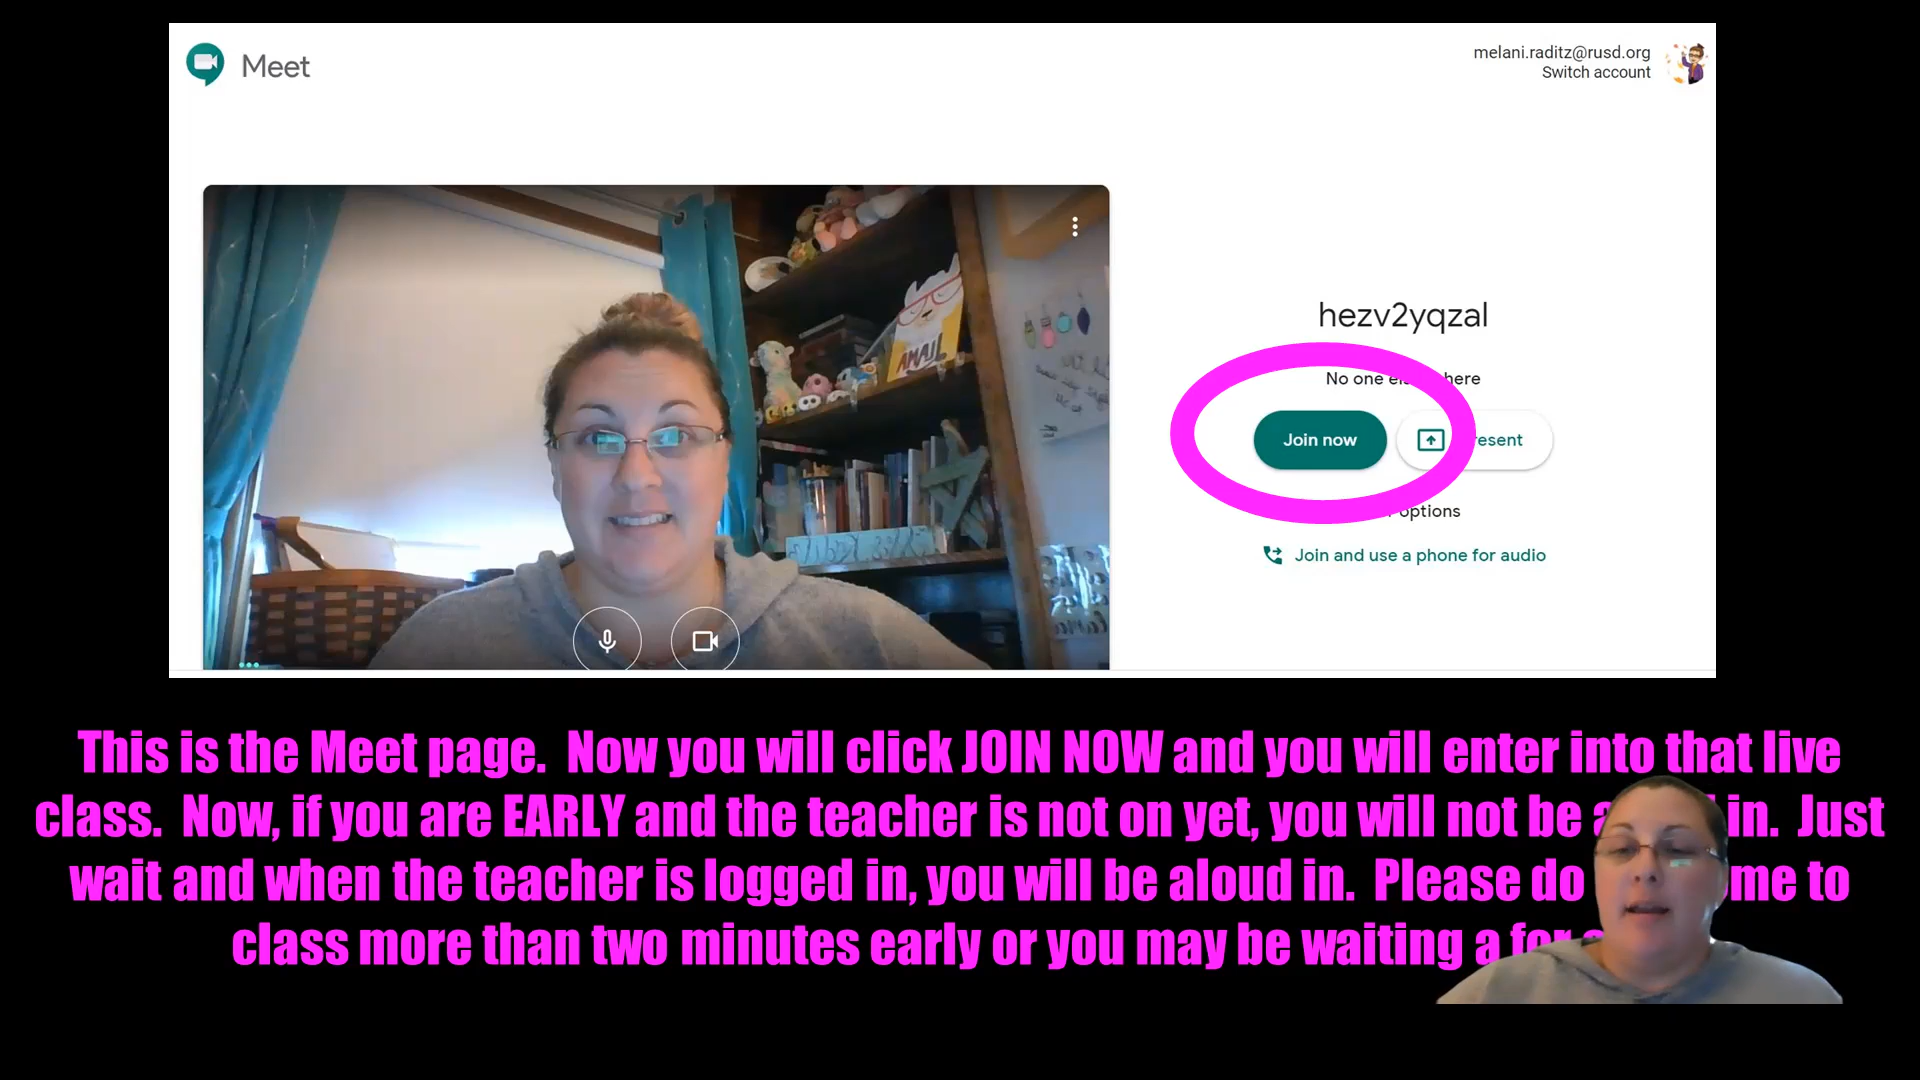 Meet
melani.raditz@rusd.org
Switch account
AMAIL
hezv2yqzal
No one here
Join now
options
Join and use a phone for audio
This is the Meet page. Now you will click JOIN NOW and you will enter into that live
class. Now, if you are EARLY and the teacher is not on yet, you will not be in. Just
wait and when the teacher is logged in, you will be aloud in. Please do me to
class more than two minutes early or you may be waiting a for